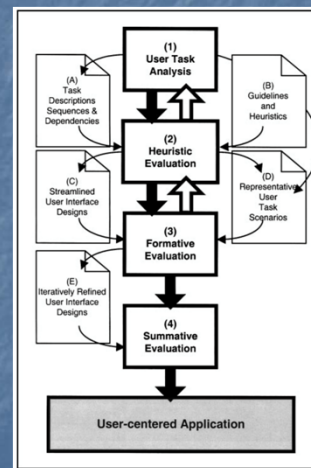 (1)
User Task
Analysis
(A)
Task
Descriptions
Sequences &
Dependencies
(B)
Guidelines
and
Heuristics
(2)
Heuristic
Evaluation
(C)
Streamlined
User Interface
Designs
(D)
Representative
User
Task
Scenarios
(3)
Formative
Evaluation
(E)
Iteratively Refined
User Interface
Designs
(4)
Summative
Evaluation
User-centered Application